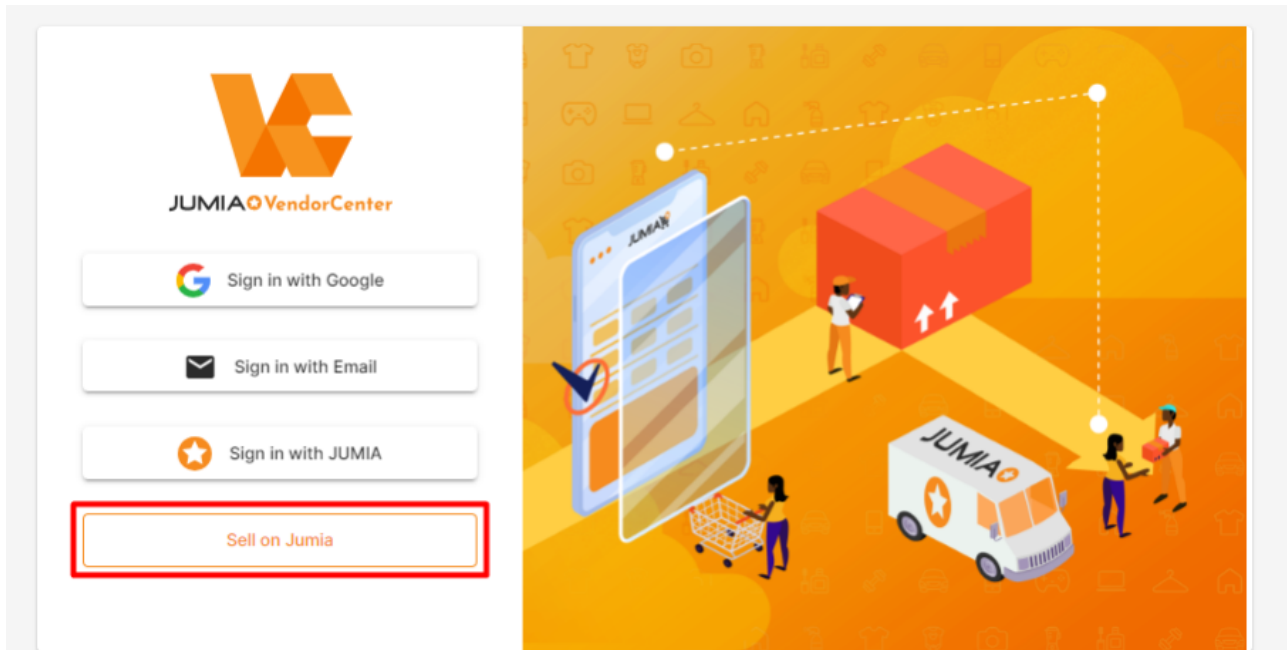 JUMIA VendorCenter
Sign in with Google
Sign in with Email
Sign in with JUMIA
Sell on Jumia
JUMIA
JUMIA